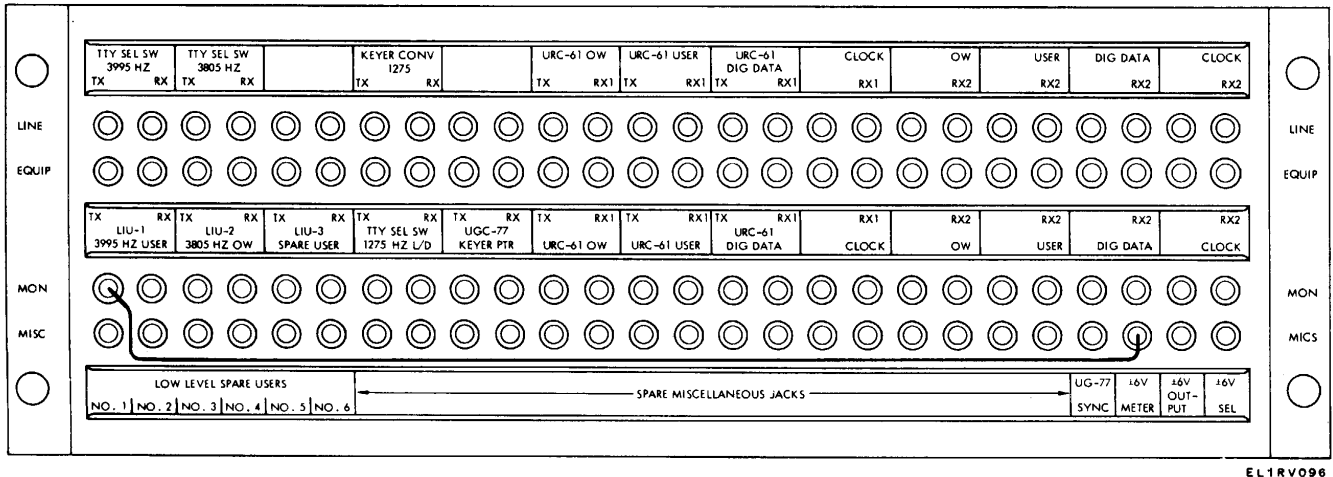 TTY SEL SW 3995 HZ TX RX
TTY SEL SW 3805 HZ TX RX
KEYER CONV 1275 TX RX
URC-61 OW TX RX1
URC-61 USER TX RX1
URC-61 DIG DATA TX RX1
CLOCK RX1
OW RX2
USER RX2
DIG DATA RX2
CLOCK RX2
LINE LINE
EQUIP EQUIP
TX RX LIU-1 3995 HZ USER
TX RX LIU-2 3805 HZ OW
TX RX LIU-3 SPARE USER
TX RX TTY SEL SW 1275 HZ L/D
TX RX UGC-77 KEYER PTR
TX RX1 URC-61 OW
TX RX1 URC-61 USER
TX RX1 URC-61 DIG DATA
RX1 CLOCK
RX2 OW
RX2 USER
RX2 DIG DATA
RX2 CLOCK
MON MON
MISC MICS
LOW LEVEL SPARE USERS
NO. 1 NO. 2 NO. 3 NO. 4 NO. 5 NO. 6
SPARE MISCELLANEOUS JACKS
UG-77 SYNC
±6V METER
±6V OUT-PUT
±6V SEL
EL1RV096